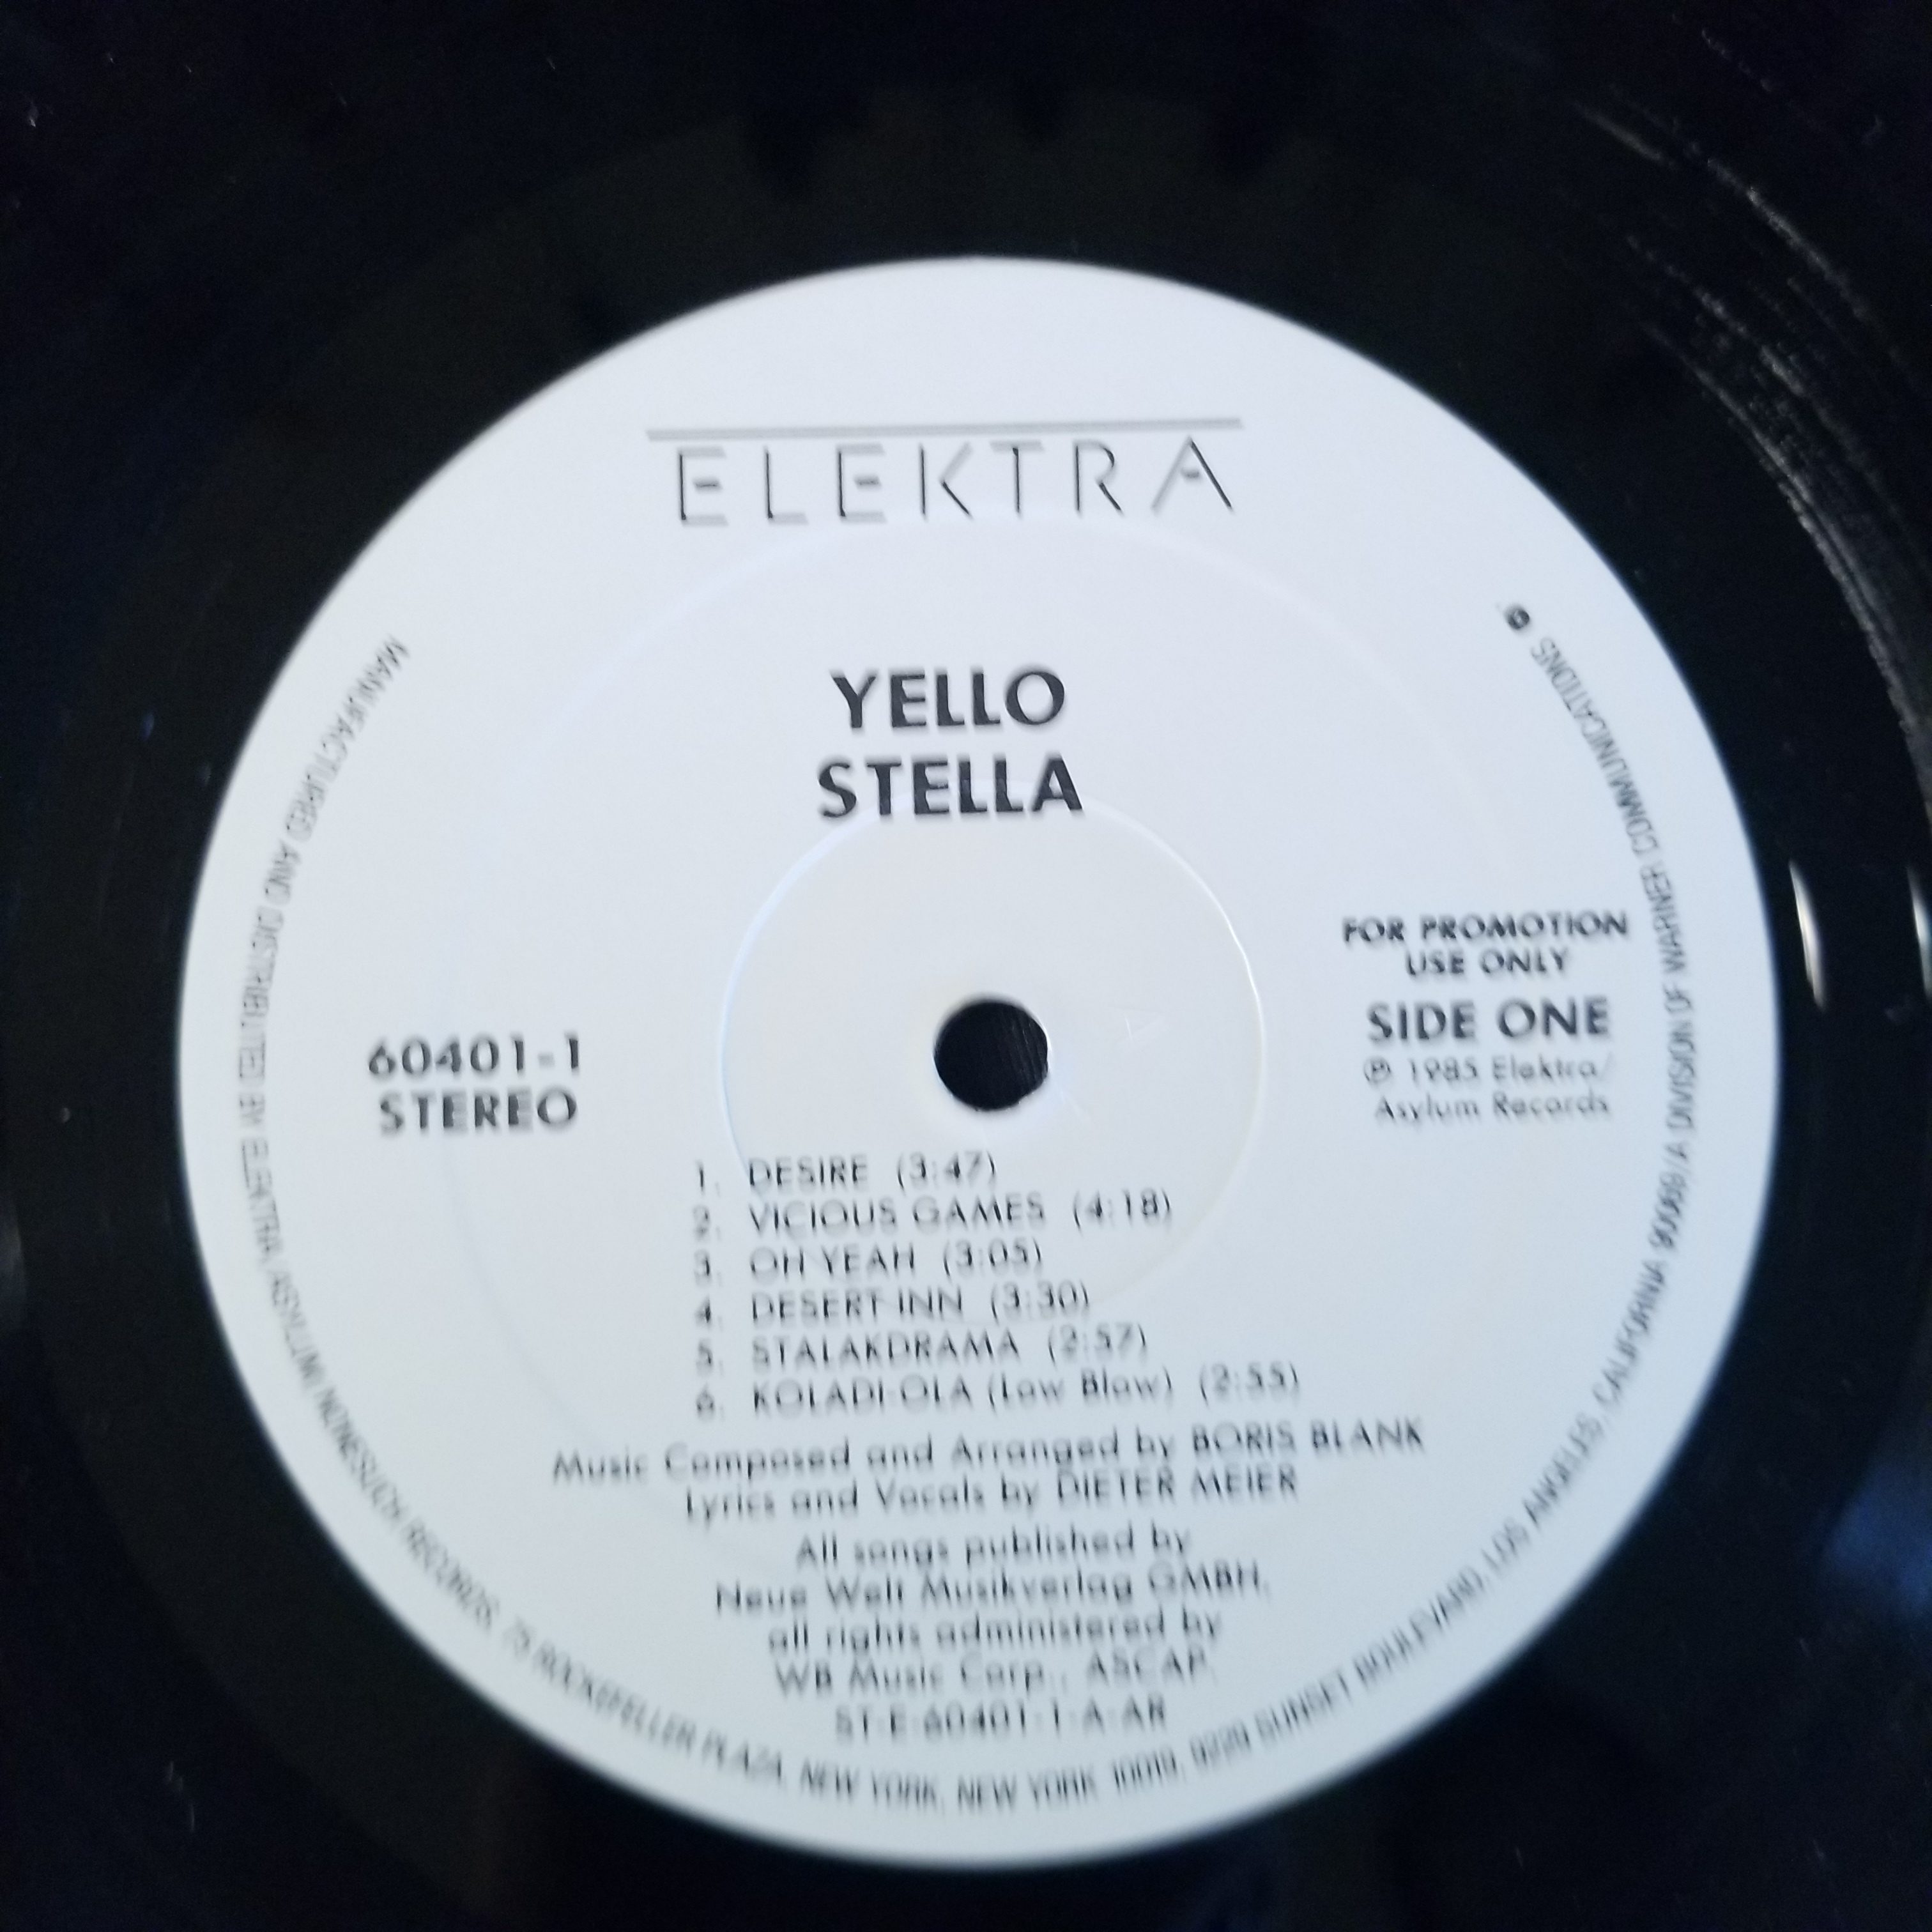 ELEKTRA
YELLO
STELLA
FOR PROMOTION
USE ONLY
SIDE ONE
℗ 1985 Elektra/
Asylum Records
60401-1
STEREO
1. DESIRE (3:47)
2. VICIOUS GAMES (4:18)
3. OH YEAH (3:05)
4. DESERT INN (3:30)
5. STALAKDRAMA (2:57)
6. KOLADI-OLA (Low Blow) (2:55)
Music Composed and Arranged by BORIS BLANK
Lyrics and Vocals by DIETER MEIER
All songs published by
Neue Welt Musikverlag GMBH,
all rights administered by
WB Music Corp., ASCAP.
ST-E-60401-1-A-AR
MANUFACTURED AND DISTRIBUTED BY ELEKTRA/ASYLUM/NONESUCH RECORDS, 75 ROCKEFELLER PLAZA, NEW YORK, NEW YORK 10019, 9229 SUNSET BOULEVARD, LOS ANGELES, CALIFORNIA 90069/A DIVISION OF WARNER COMMUNICATIONS